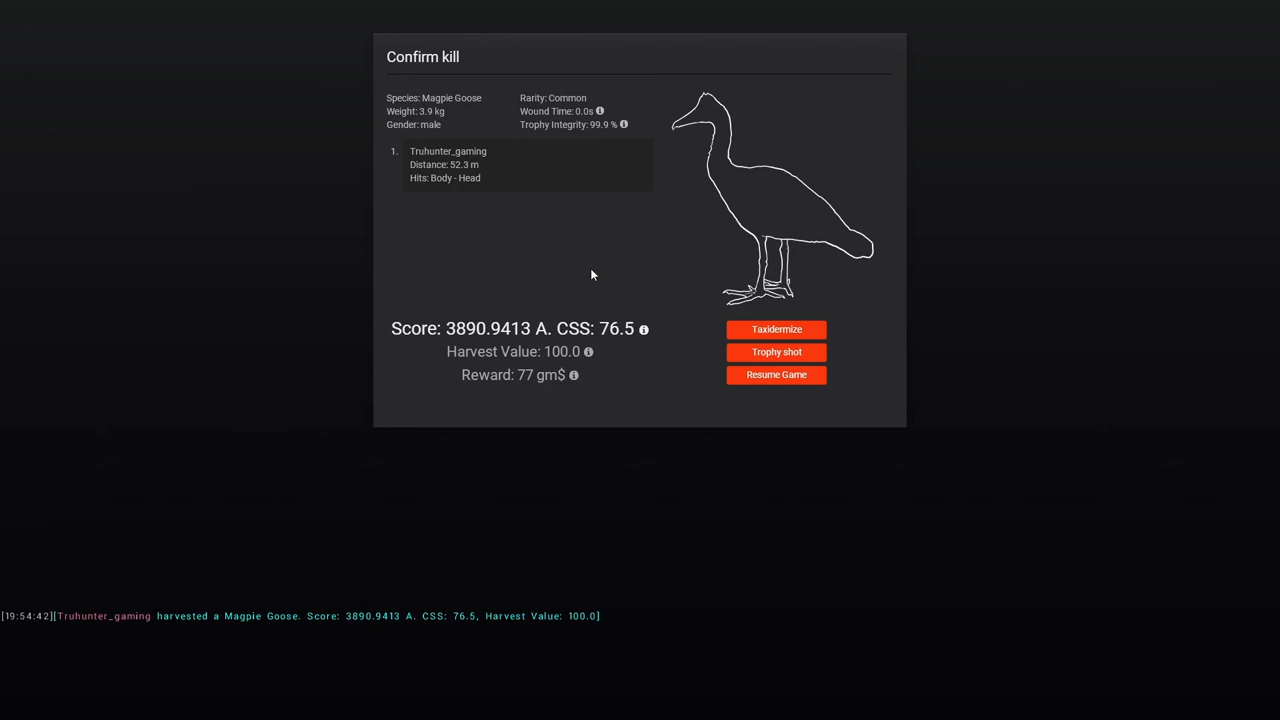 Confirm kill
Species: Magpie Goose
Rarity: Common
Weight: 3.9 kg
Wound Time: 0.0s
Gender: male
Trophy Integrity: 99.9 %
1. Truhunter_gaming
Distance: 52.3 m
Hits: Body - Head
Score: 3890.9413 A. CSS: 76.5
Harvest Value: 100.0
Reward: 77 gm$
Taxidermize
Trophy shot
Resume Game
[19:54:42][Truhunter_gaming harvested a Magpie Goose. Score: 3890.9413 A. CSS: 76.5, Harvest Value: 100.0]